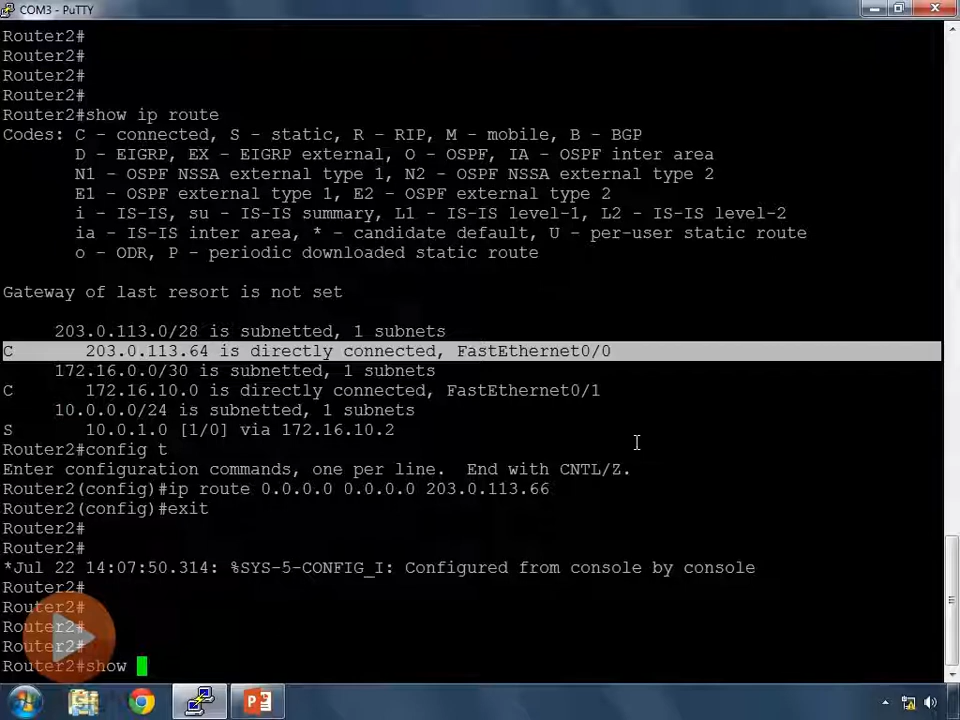 COM3 - PuTTY
Router2#
Router2#
Router2#
Router2#
Router2#show ip route
Codes: C - connected, S - static, R - RIP, M - mobile, B - BGP
       D - EIGRP, EX - EIGRP external, O - OSPF, IA - OSPF inter area
       N1 - OSPF NSSA external type 1, N2 - OSPF NSSA external type 2
       E1 - OSPF external type 1, E2 - OSPF external type 2
       i - IS-IS, su - IS-IS summary, L1 - IS-IS level-1, L2 - IS-IS level-2
       ia - IS-IS inter area, * - candidate default, U - per-user static route
       o - ODR, P - periodic downloaded static route
Gateway of last resort is not set
     203.0.113.0/28 is subnetted, 1 subnets
C       203.0.113.64 is directly connected, FastEthernet0/0
     172.16.0.0/30 is subnetted, 1 subnets
C       172.16.10.0 is directly connected, FastEthernet0/1
     10.0.0.0/24 is subnetted, 1 subnets
S       10.0.1.0 [1/0] via 172.16.10.2
Router2#config t
Enter configuration commands, one per line.  End with CNTL/Z.
Router2(config)#ip route 0.0.0.0 0.0.0.0 203.0.113.66
Router2(config)#exit
Router2#
Router2#
*Jul 22 14:07:50.314: %SYS-5-CONFIG_I: Configured from console by console
Router2#
Router2#
Router2#
Router2#
Router2#show